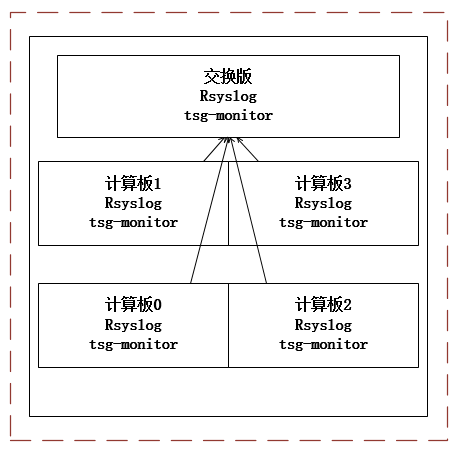 交换版
Rsyslog
tsg-monitor
计算板1
Rsyslog
tsg-monitor
计算板3
Rsyslog
tsg-monitor
计算板0
Rsyslog
tsg-monitor
计算板2
Rsyslog
tsg-monitor